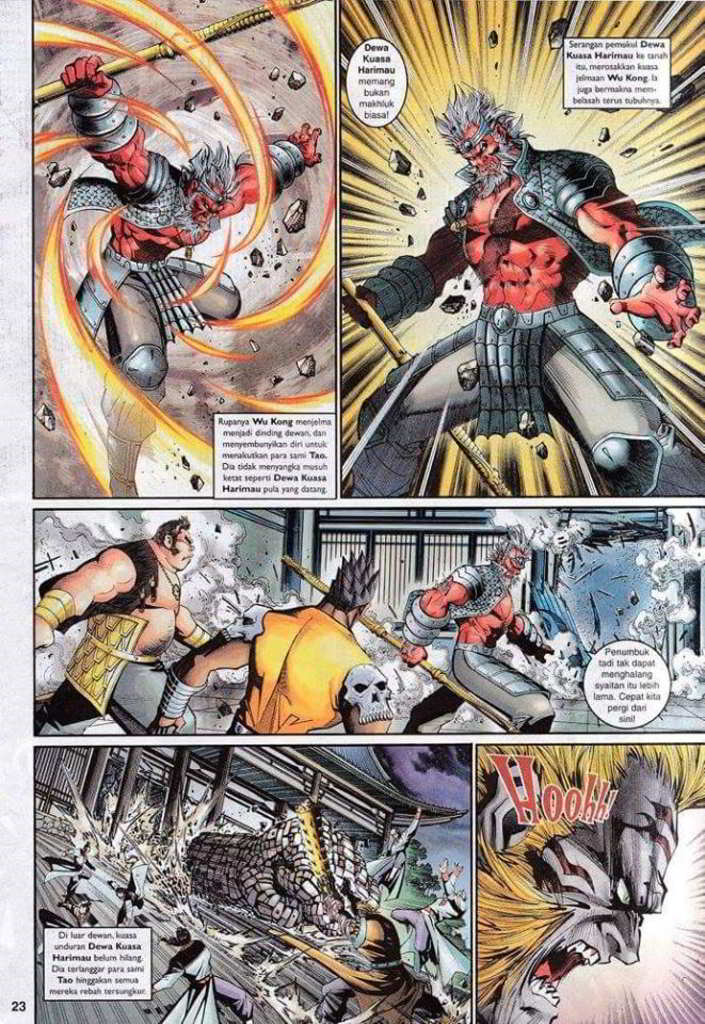 Rupanya Wu Kong menjelma
menjadi dinding dewan, dan
menyembunyikan diri untuk
menakutkan para sami Tao.
Dia tidak menyangka musuh
ketat seperti Dewa Kuasa
Harimau pula yang datang.
Dewa
Kuasa
Harimau
memang
bukan
makhluk
biasa!
Serangan pemukul Dewa
Kuasa Harimau ke tanah
itu, merosakkan kuasa
jelmaan Wu Kong. Ia
juga bermakna mem-
belasah terus tubuhnya.
Penumbuk
tadi tak dapat
menghalang
syaitan itu lebih
lama. Cepat kita
pergi dari
sini!
Di luar dewan, kuasa
unduran Dewa Kuasa
Harimau belum hilang.
Dia terlanggar para sami
Tao hinggakan semua
mereka rebah tersungkur.
Hoohh!
23